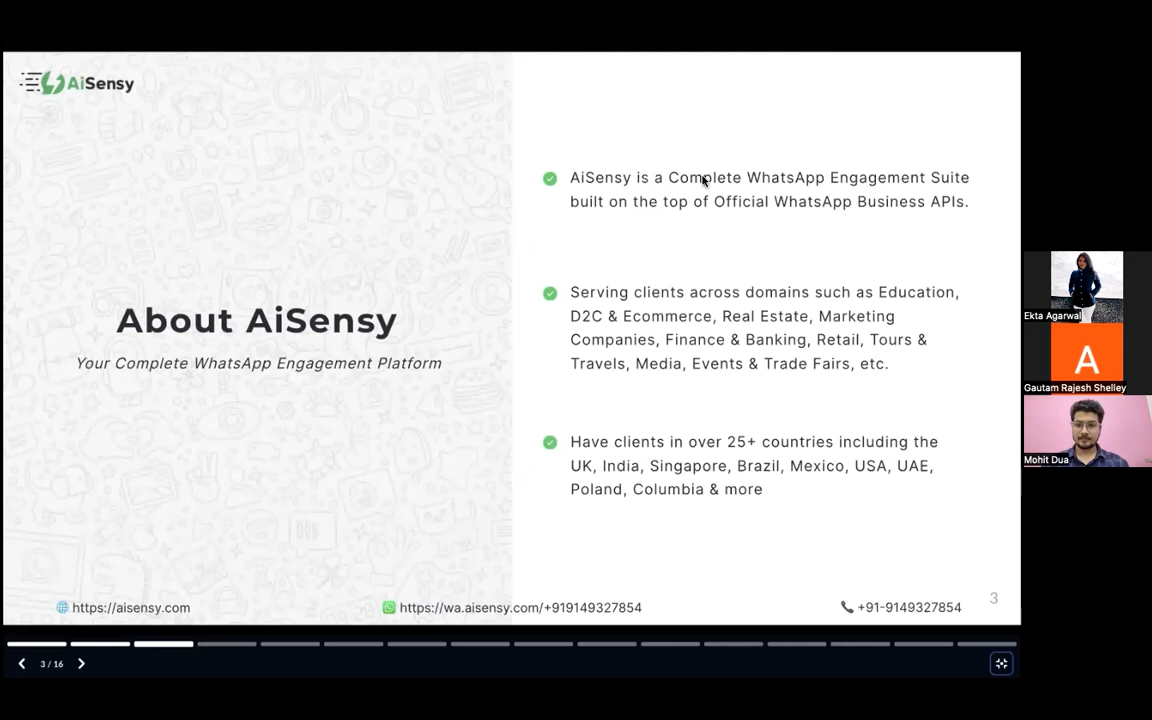 AiSensy
About AiSensy
Your Complete WhatsApp Engagement Platform
AiSensy is a Complete WhatsApp Engagement Suite
built on the top of Official WhatsApp Business APIs.
Serving clients across domains such as Education,
D2C & Ecommerce, Real Estate, Marketing
Companies, Finance & Banking, Retail, Tours &
Travels, Media, Events & Trade Fairs, etc.
Have clients in over 25+ countries including the
UK, India, Singapore, Brazil, Mexico, USA, UAE,
Poland, Columbia & more
https://aisensy.com
https://wa.aisensy.com/+919149327854
+91-9149327854
3
3 / 16
Ekta Agarwal
A
Gautam Rajesh Shelley
Mohit Dua